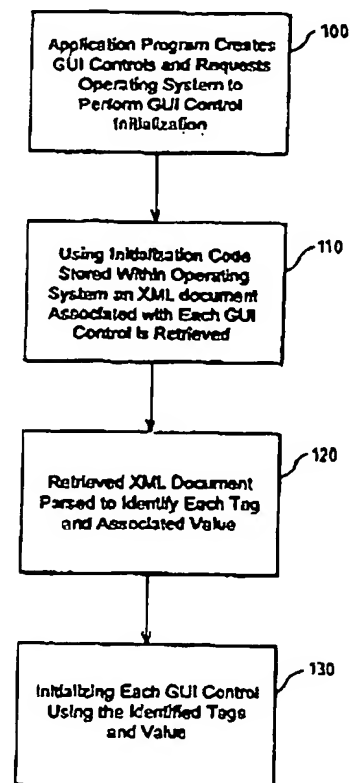 Application Program Creates
GUI Controls and Requests
Operating System to
Perform GUI Control
Initialization
100
Using Initialization Code
Stored Within Operating
System an XML document
Associated with Each GUI
Control Is Retrieved
110
Retrieved XML Document
Parsed to Identify Each Tag
and Associated Value
120
Initializing Each GUI Control
Using the Identified Tags
and Value
130